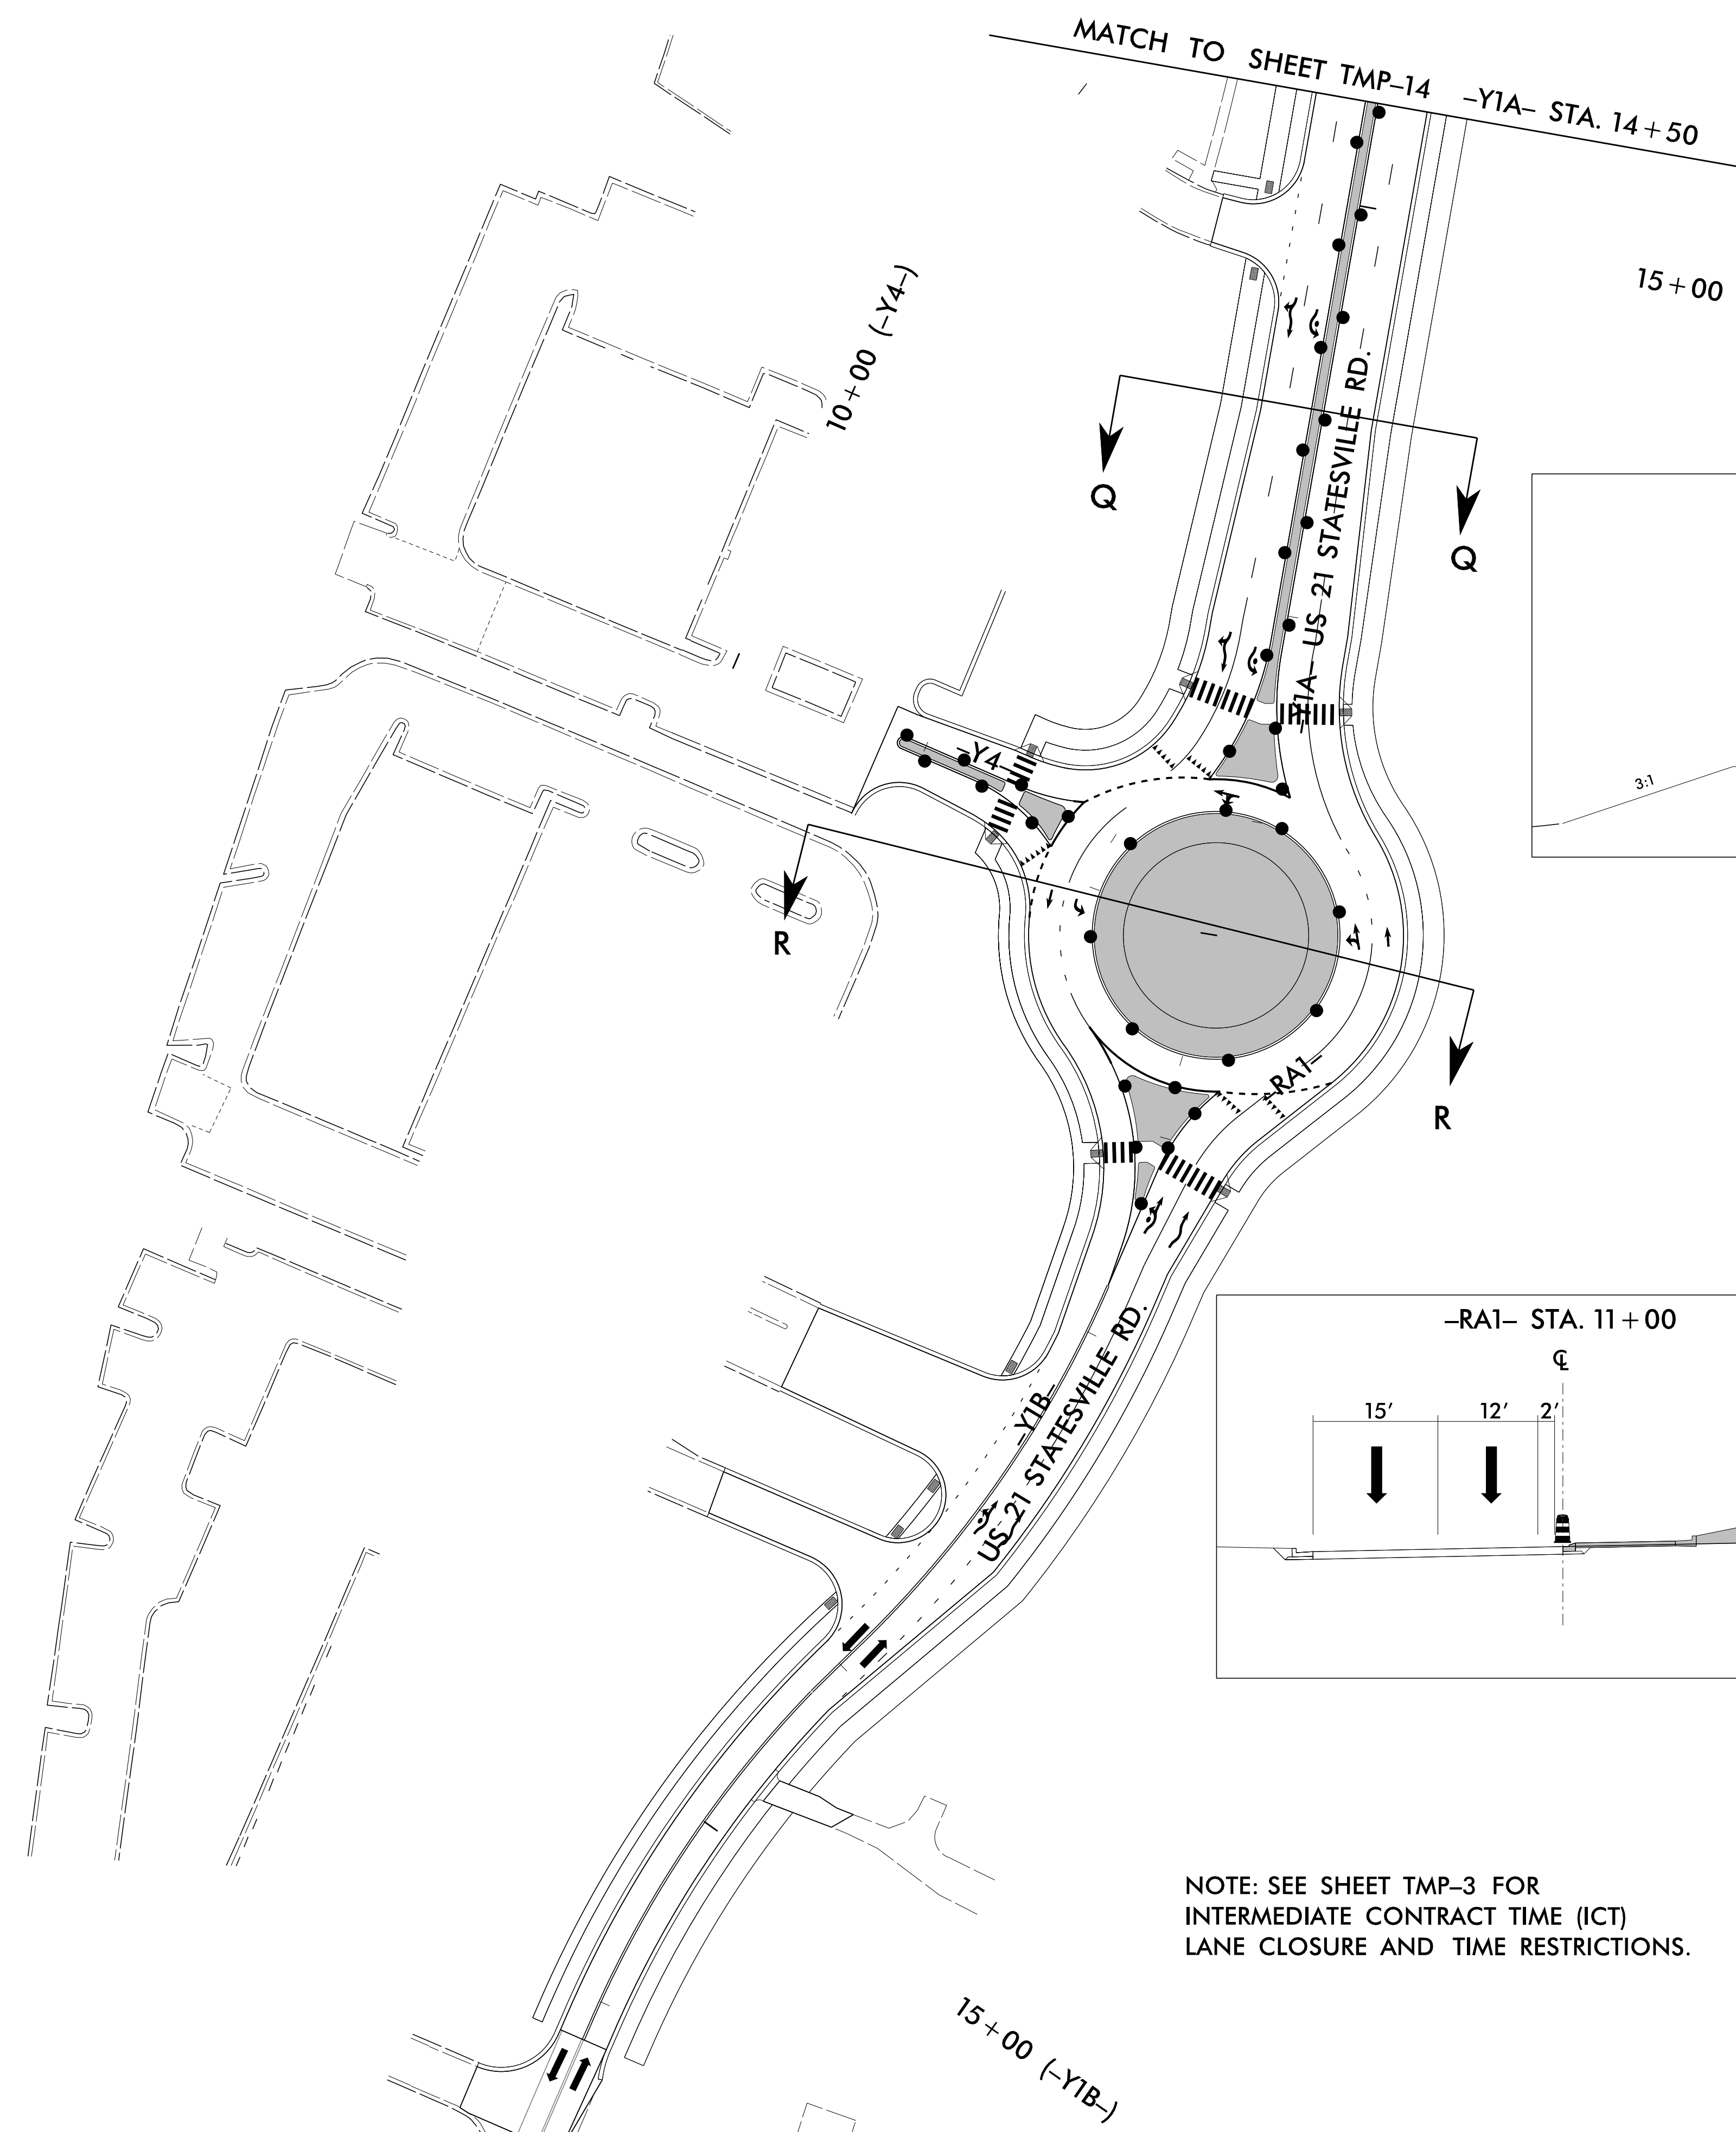 MATCH TO SHEET TMP–14 –Y1A– STA. 14+50
15+00
10+00 (–Y4–)
Q
Q
–Y1A– US 21 STATESVILLE RD.
3:1
–Y4–
R
R
–RA1–
–Y1B–
US 21 STATESVILLE RD.
–RA1– STA. 11+00
℄
15' 12' 2'
NOTE: SEE SHEET TMP–3 FOR
INTERMEDIATE CONTRACT TIME (ICT)
LANE CLOSURE AND TIME RESTRICTIONS.
15+00 (–Y1B–)